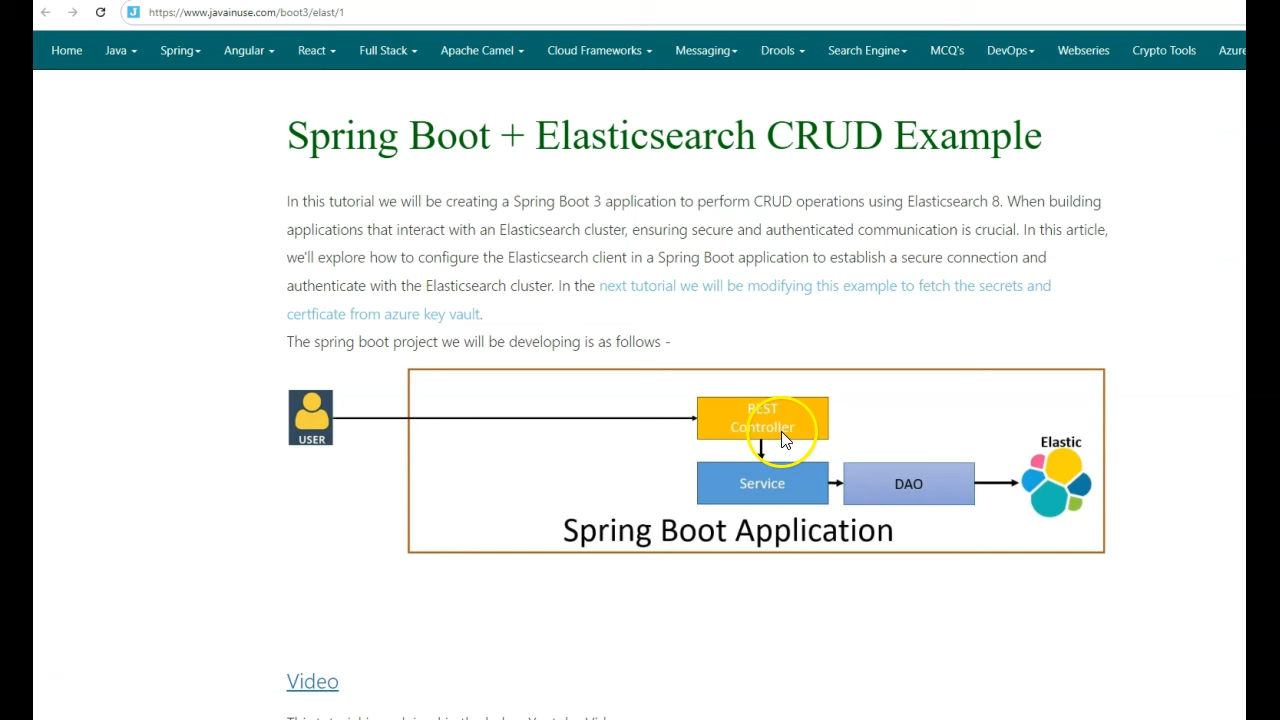 https://www.javainuse.com/boot3/elast/1
Home Java Spring Angular React Full Stack Apache Camel Cloud Frameworks Messaging Drools Search Engine MCQ's DevOps Webseries Crypto Tools Azure
Spring Boot + Elasticsearch CRUD Example
In this tutorial we will be creating a Spring Boot 3 application to perform CRUD operations using Elasticsearch 8. When building
applications that interact with an Elasticsearch cluster, ensuring secure and authenticated communication is crucial. In this article,
we'll explore how to configure the Elasticsearch client in a Spring Boot application to establish a secure connection and
authenticate with the Elasticsearch cluster. In the next tutorial we will be modifying this example to fetch the secrets and
certficate from azure key vault.
The spring boot project we will be developing is as follows -
USER
REST
Controller
Elastic
Service
DAO
Spring Boot Application
Video